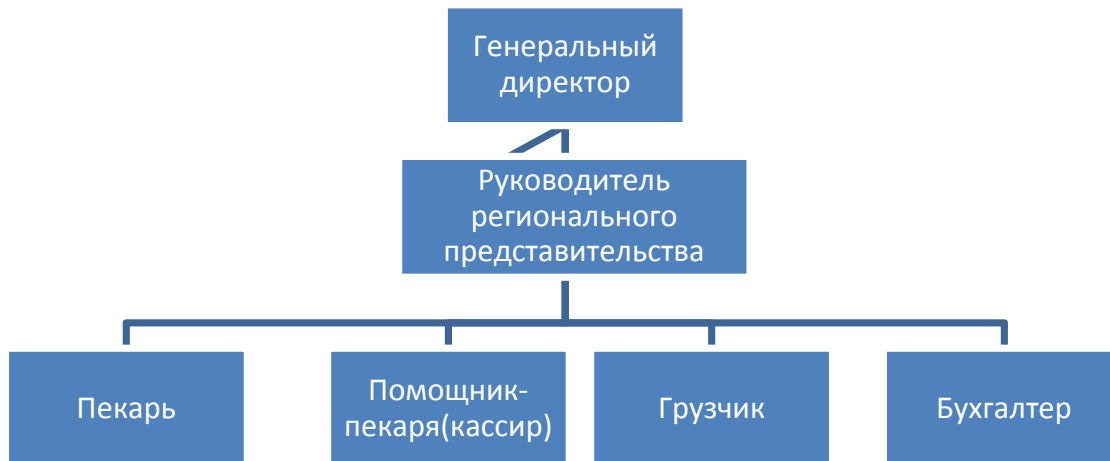 Генеральный
директор
Руководитель
регионального
представительства
Пекарь
Помощник-
пекаря(кассир)
Грузчик
Бухгалтер